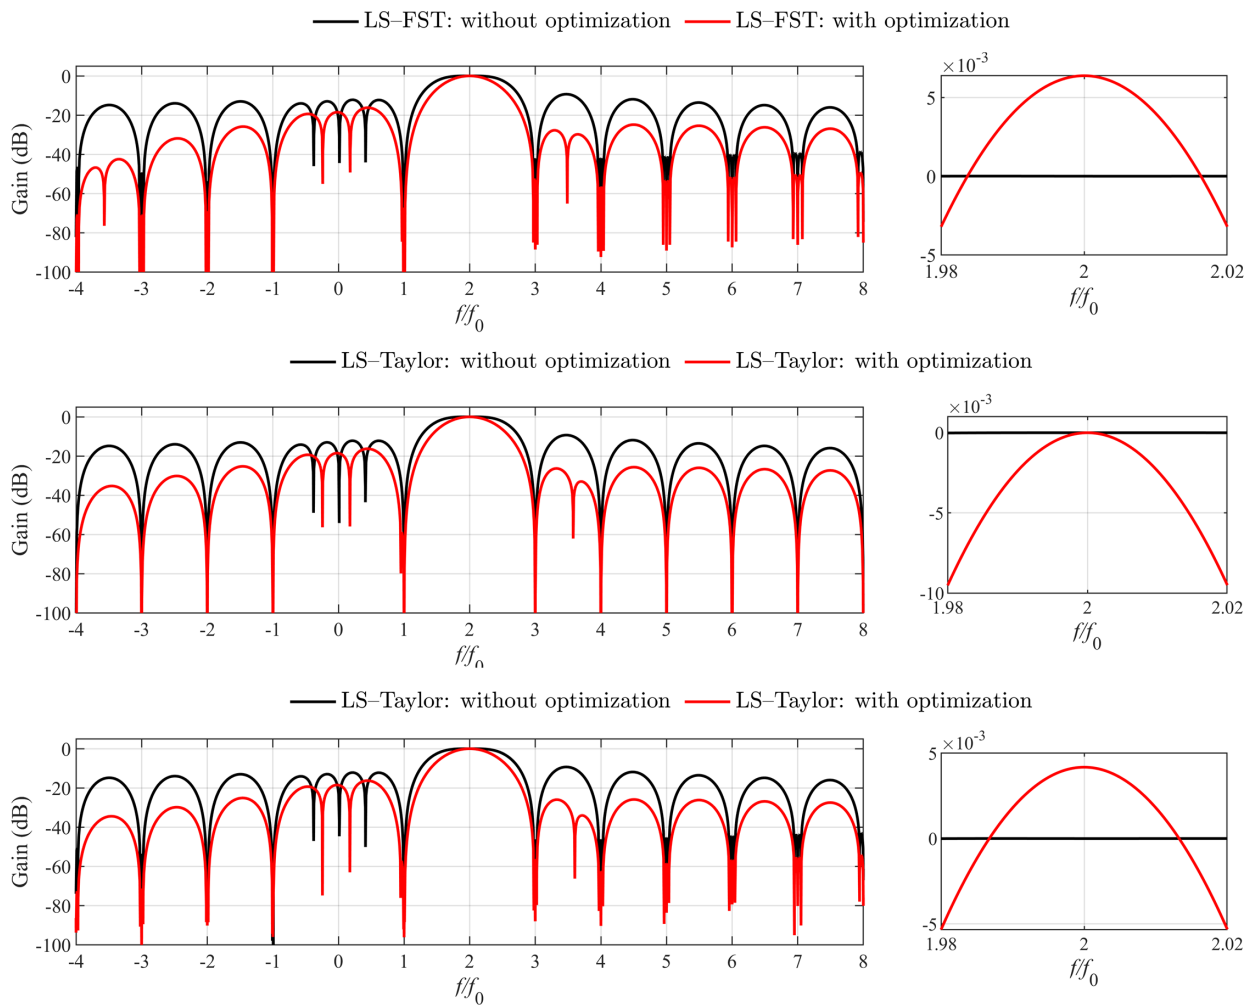 LS–FST: without optimization LS–FST: with optimization
×10-3
0
-20
-40
-60
-80
-100
Gain (dB)
-4 -3 -2 -1 0 1 2 3 4 5 6 7 8
f/f0
5
0
-5
1.98 2 2.02
f/f0
LS–Taylor: without optimization LS–Taylor: with optimization
×10-3
0
-20
-40
-60
-80
-100
Gain (dB)
-4 -3 -2 -1 0 1 2 3 4 5 6 7 8
f/f0
0
-5
-10
1.98 2 2.02
f/f0
LS–Taylor: without optimization LS–Taylor: with optimization
×10-3
0
-20
-40
-60
-80
-100
Gain (dB)
-4 -3 -2 -1 0 1 2 3 4 5 6 7 8
f/f0
5
0
-5
1.98 2 2.02
f/f0